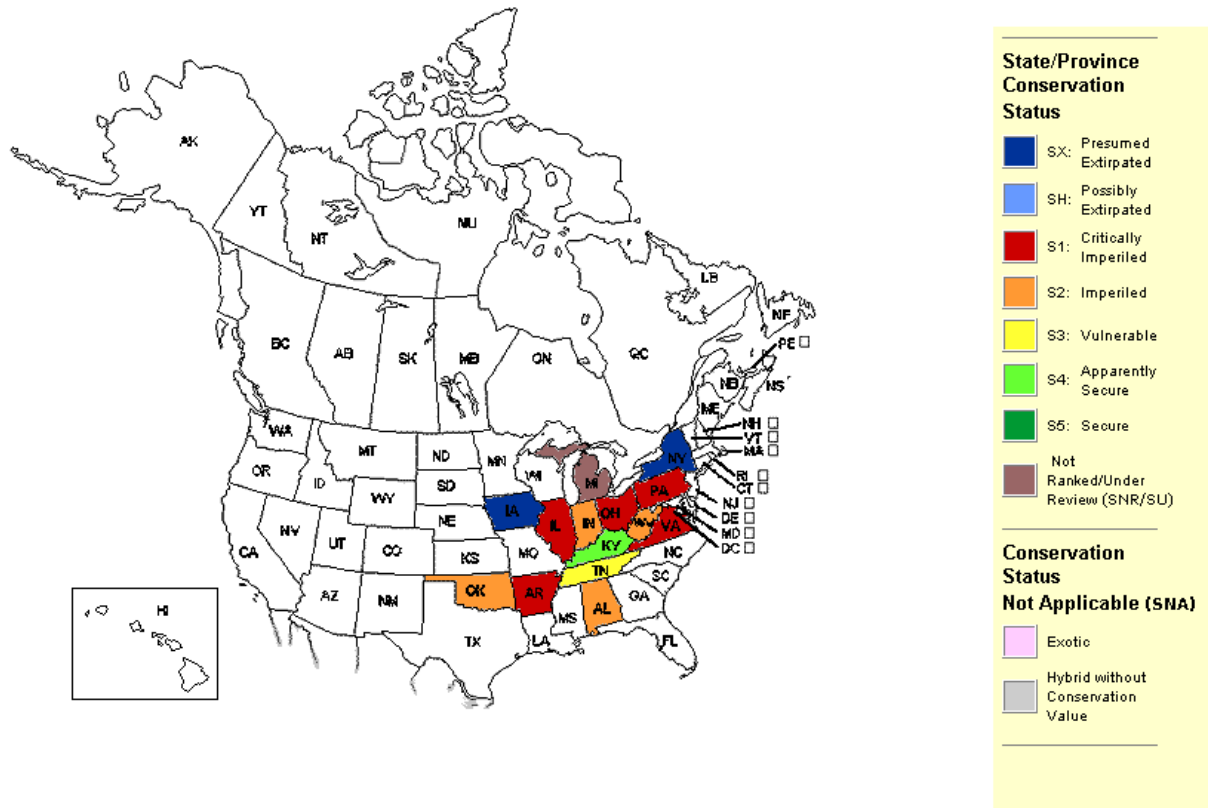 AK
YT
NT
NU
BC
AB
SK
MB
ON
QC
LB
NF
PE
NB
NS
ME
NH
VT
MA
RI
CT
NJ
DE
MD
DC
WA
OR
ID
MT
ND
MN
WI
MI
NY
SD
WY
NE
IA
IL
IN
OH
PA
WV
VA
KY
NV
UT
CO
KS
MO
CA
AZ
NM
OK
AR
TN
NC
SC
GA
AL
MS
LA
TX
FL
HI
State/Province
Conservation
Status
SX: Presumed
Extirpated
SH: Possibly
Extirpated
S1: Critically
Imperiled
S2: Imperiled
S3: Vulnerable
S4: Apparently
Secure
S5: Secure
Not
Ranked/Under
Review (SNR/SU)
Conservation
Status
Not Applicable (SNA)
Exotic
Hybrid without
Conservation
Value